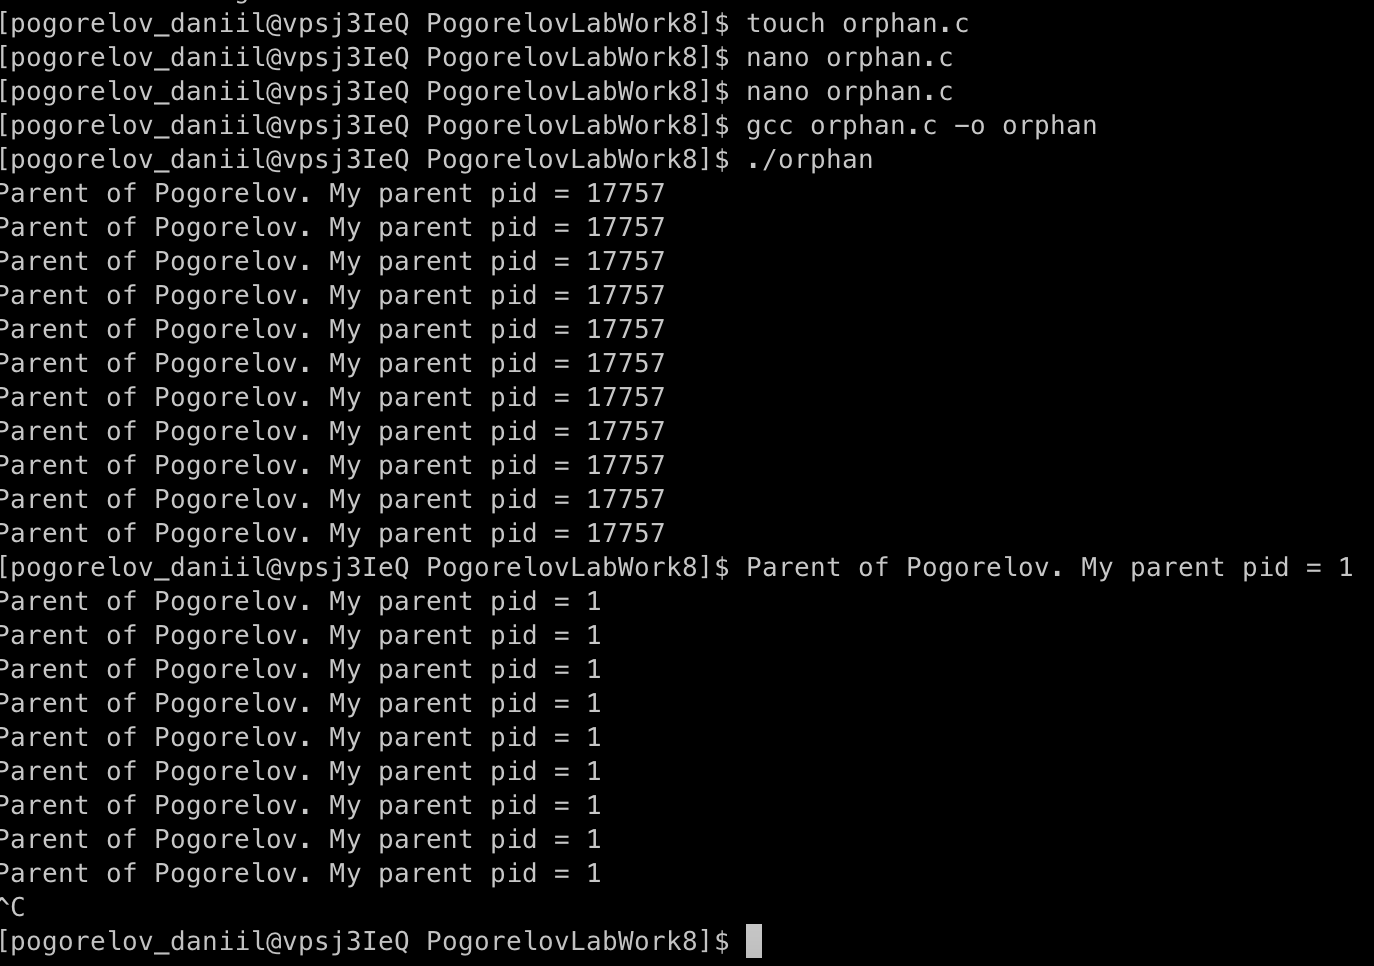 [pogorelov_daniil@vpsj3IeQ PogorelovLabWork8]$ touch orphan.c
[pogorelov_daniil@vpsj3IeQ PogorelovLabWork8]$ nano orphan.c
[pogorelov_daniil@vpsj3IeQ PogorelovLabWork8]$ nano orphan.c
[pogorelov_daniil@vpsj3IeQ PogorelovLabWork8]$ gcc orphan.c -o orphan
[pogorelov_daniil@vpsj3IeQ PogorelovLabWork8]$ ./orphan
Parent of Pogorelov. My parent pid = 17757
Parent of Pogorelov. My parent pid = 17757
Parent of Pogorelov. My parent pid = 17757
Parent of Pogorelov. My parent pid = 17757
Parent of Pogorelov. My parent pid = 17757
Parent of Pogorelov. My parent pid = 17757
Parent of Pogorelov. My parent pid = 17757
Parent of Pogorelov. My parent pid = 17757
Parent of Pogorelov. My parent pid = 17757
Parent of Pogorelov. My parent pid = 17757
Parent of Pogorelov. My parent pid = 17757
[pogorelov_daniil@vpsj3IeQ PogorelovLabWork8]$ Parent of Pogorelov. My parent pid = 1
Parent of Pogorelov. My parent pid = 1
Parent of Pogorelov. My parent pid = 1
Parent of Pogorelov. My parent pid = 1
Parent of Pogorelov. My parent pid = 1
Parent of Pogorelov. My parent pid = 1
Parent of Pogorelov. My parent pid = 1
Parent of Pogorelov. My parent pid = 1
Parent of Pogorelov. My parent pid = 1
Parent of Pogorelov. My parent pid = 1
^C
[pogorelov_daniil@vpsj3IeQ PogorelovLabWork8]$